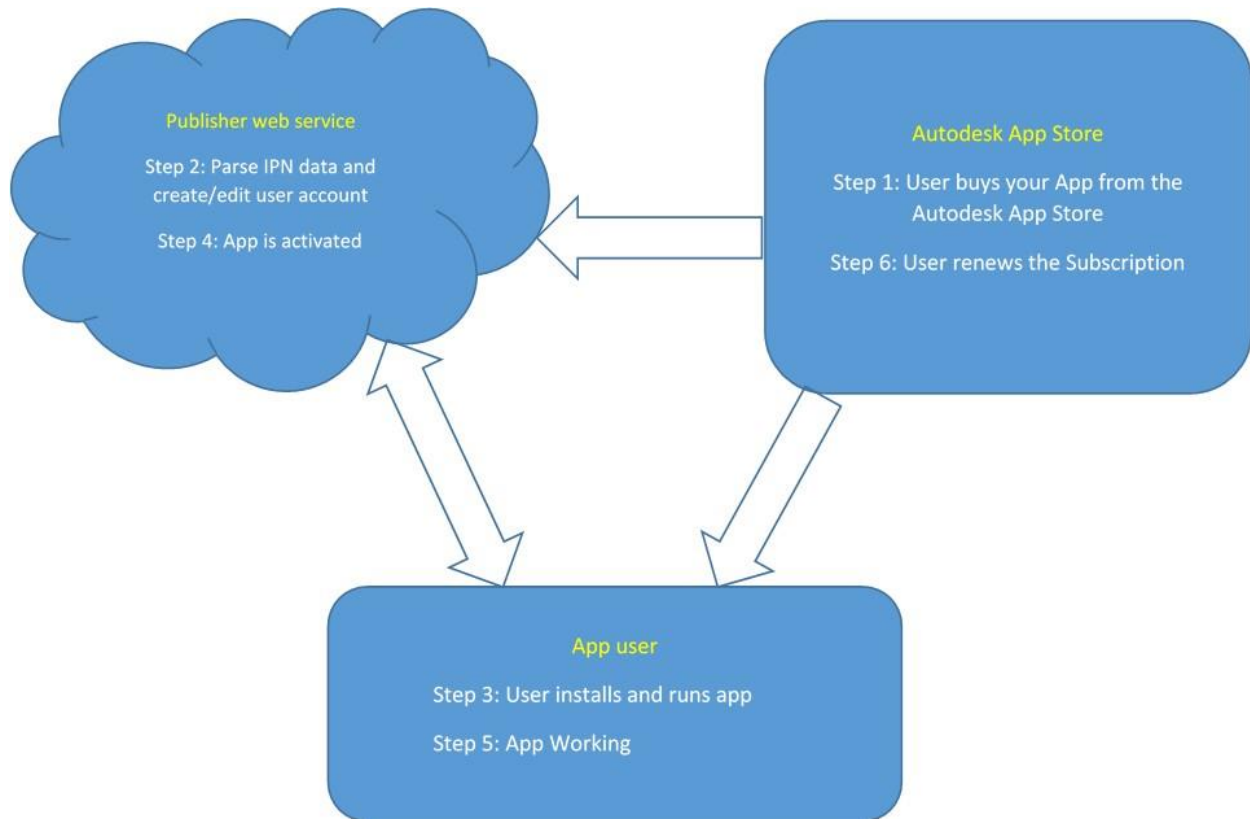 Publisher web service
Step 2: Parse IPN data and
create/edit user account
Step 4: App is activated
Autodesk App Store
Step 1: User buys your App from the
Autodesk App Store
Step 6: User renews the Subscription
App user
Step 3: User installs and runs app
Step 5: App Working